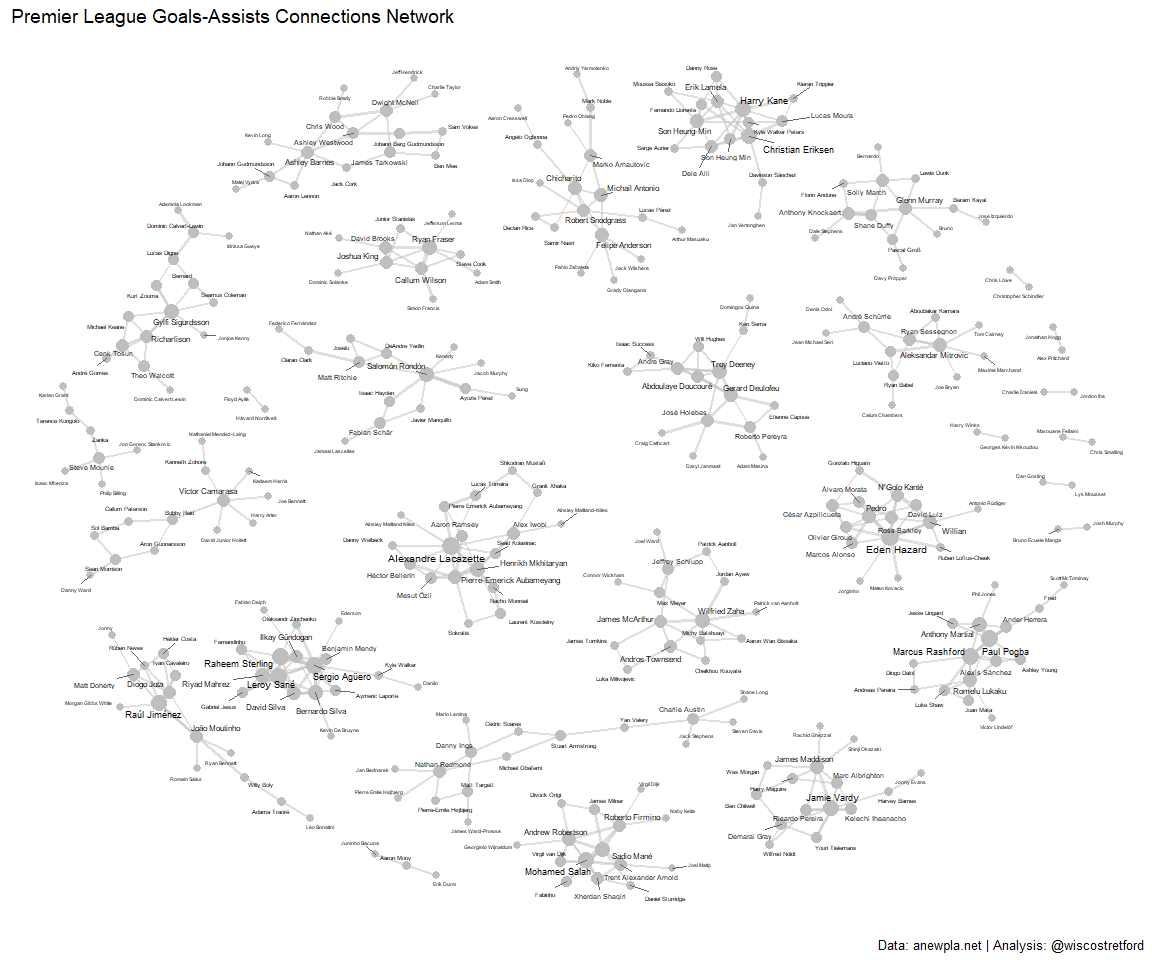 Premier League Goals-Assists Connections Network
Jeff Hendrick
Charlie Taylor
Robbie Brady
Dwight McNeil
Chris Wood
Sam Vokes
Kevin Long
Ashley Westwood
Johann Berg Gudmundsson
Johann Gudmundsson
Ashley Barnes
James Tarkowski
Ben Mee
Matej Vydra
Aaron Lennon
Jack Cork
Andriy Yarmolenko
Mark Noble
Aaron Cresswell
Pedro Obiang
Angelo Ogbonna
Marko Arnautovic
Issa Diop
Chicharito
Michail Antonio
Lucas Pérez
Robert Snodgrass
Declan Rice
Samir Nasri
Felipe Anderson
Arthur Masuaku
Pablo Zabaleta
Jack Wilshere
Grady Diangana
Danny Rose
Moussa Sissoko
Erik Lamela
Kieran Trippier
Harry Kane
Fernando Llorente
Lucas Moura
Son Heung-Min
Kyle Walker Peters
Serge Aurier
Son Heung Min
Christian Eriksen
Dele Alli
Davinson Sánchez
Jan Vertonghen
Bernardo
Lewis Dunk
Florin Andone
Solly March
Glenn Murray
Beram Kayal
Anthony Knockaert
José Izquierdo
Shane Duffy
Dale Stephens
Bruno
Pascal Groß
Davy Pröpper
Ademola Lookman
Dominic Calvert-Lewin
Idrissa Gueye
Lucas Digne
Bernard
Kurt Zouma
Seamus Coleman
Michael Keane
Gylfi Sigurdsson
Richarlison
Jonjoe Kenny
Cenk Tosun
André Gomes
Theo Walcott
Dominic Calvert Lewin
Junior Stanislas
Jefferson Lerma
Nathan Aké
David Brooks
Ryan Fraser
Joshua King
Steve Cook
Dominic Solanke
Callum Wilson
Adam Smith
Simon Francis
Chris Löwe
Christopher Schindler
Federico Fernández
Joselu
DeAndre Yedlin
Kenedy
Ciaran Clark
Matt Ritchie
Salomón Rondón
Jacob Murphy
Isaac Hayden
Ayoze Pérez
Sung
Fabian Schär
Javier Manquillo
Jamaal Lascelles
Domingos Quina
Ken Sema
Will Hughes
Isaac Success
Kiko Femenía
Andre Gray
Troy Deeney
Abdoulaye Doucouré
Gerard Deulofeu
José Holebas
Etienne Capoue
Craig Cathcart
Roberto Pereyra
Daryl Janmaat
Adam Masina
Denis Odoi
André Schürrle
Aboubakar Kamara
Jean Michael Seri
Ryan Sessegnon
Tom Cairney
Luciano Vietto
Aleksandar Mitrovic
Maxime Marchand
Ryan Babel
Joe Bryan
Calum Chambers
Jonathan Hogg
Alex Pritchard
Charlie Daniels
Jordon Ibe
Floyd Ayité
Håvard Nordtveit
Karlan Grant
Terence Kongolo
Zanka
Jon Gorenc Stankovic
Steve Mounie
Isaac Mbenza
Philip Billing
Harry Winks
Georges Kévin Nkoudou
Marouane Fellaini
Chris Smalling
Nathaniel Mendez-Laing
Kenneth Zohore
Kadeem Harris
Víctor Camarasa
Joe Bennett
Callum Paterson
Bobby Reid
Harry Arter
Sol Bamba
David Junior Hoilett
Aron Gunnarsson
Sean Morrison
Danny Ward
Shkodran Mustafi
Lucas Torreira
Granit Xhaka
Pierre Emerick Aubameyang
Ainsley Maitland Niles
Ainsley Maitland-Niles
Aaron Ramsey
Alex Iwobi
Danny Welbeck
Sead Kolasinac
Alexandre Lacazette
Henrikh Mkhitaryan
Héctor Bellerín
Pierre-Emerick Aubameyang
Mesut Özil
Nacho Monreal
Sokratis
Laurent Koscielny
Gonzalo Higuaín
Álvaro Morata
N'Golo Kanté
Antonio Rüdiger
César Azpilicueta
Pedro
David Luiz
Ross Barkley
Willian
Olivier Giroud
Marcos Alonso
Eden Hazard
Ruben Loftus-Cheek
Jorginho
Mateo Kovacic
Dan Gosling
Lys Mousset
Josh Murphy
Bruno Ecuele Manga
Joel Ward
Patrick Aanholt
Jeffrey Schlupp
Connor Wickham
Jordan Ayew
Max Meyer
Wilfried Zaha
Patrick van Aanholt
James McArthur
Michy Batshuayi
Aaron Wan Bissaka
James Tomkins
Andros Townsend
Cheikhou Kouyaté
Luka Milivojevic
Scott McTominay
Phil Jones
Fred
Jesse Lingard
Ander Herrera
Anthony Martial
Paul Pogba
Marcus Rashford
Diogo Dalot
Alexis Sánchez
Ashley Young
Andreas Pereira
Romelu Lukaku
Luke Shaw
Juan Mata
Victor Lindelöf
Jonny
Hélder Costa
Rúben Neves
Ivan Cavaleiro
Matt Doherty
Diogo Jota
Morgan Gibbs White
Raúl Jiménez
João Moutinho
Ryan Bennett
Romain Saïss
Willy Boly
Adama Traoré
Léo Bonatini
Fabian Delph
Ederson
Oleksandr Zinchenko
Fernandinho
Ilkay Gündogan
Benjamin Mendy
Raheem Sterling
Kyle Walker
Riyad Mahrez
Leroy Sané
Sergio Agüero
Danilo
Aymeric Laporte
Gabriel Jesus
David Silva
Bernardo Silva
Kevin De Bruyne
Shane Long
Mario Lemina
Cédric Soares
Yan Valery
Charlie Austin
Steven Davis
Jack Stephens
Danny Ings
Stuart Armstrong
Nathan Redmond
Michael Obafemi
Jan Bednarek
Matt Targett
Pierre Emile Højbjerg
Pierre-Emile Højbjerg
James Ward-Prowse
Rachid Ghezzal
Shinji Okazaki
James Maddison
Wes Morgan
Marc Albrighton
Jonny Evans
Harry Maguire
Harvey Barnes
Ben Chilwell
Jamie Vardy
Ricardo Pereira
Kelechi Iheanacho
Demarai Gray
Wilfred Ndidi
Youri Tielemans
Virgil Dijk
Divock Origi
James Milner
Naby Keita
Roberto Firmino
Andrew Robertson
Georginio Wijnaldum
Virgil van Dijk
Sadio Mané
Joel Matip
Mohamed Salah
Trent Alexander Arnold
Fabinho
Xherdan Shaqiri
Daniel Sturridge
Juninho Bacuna
Aaron Mooy
Erik Durm
Data: anewpla.net | Analysis: @wiscostretford